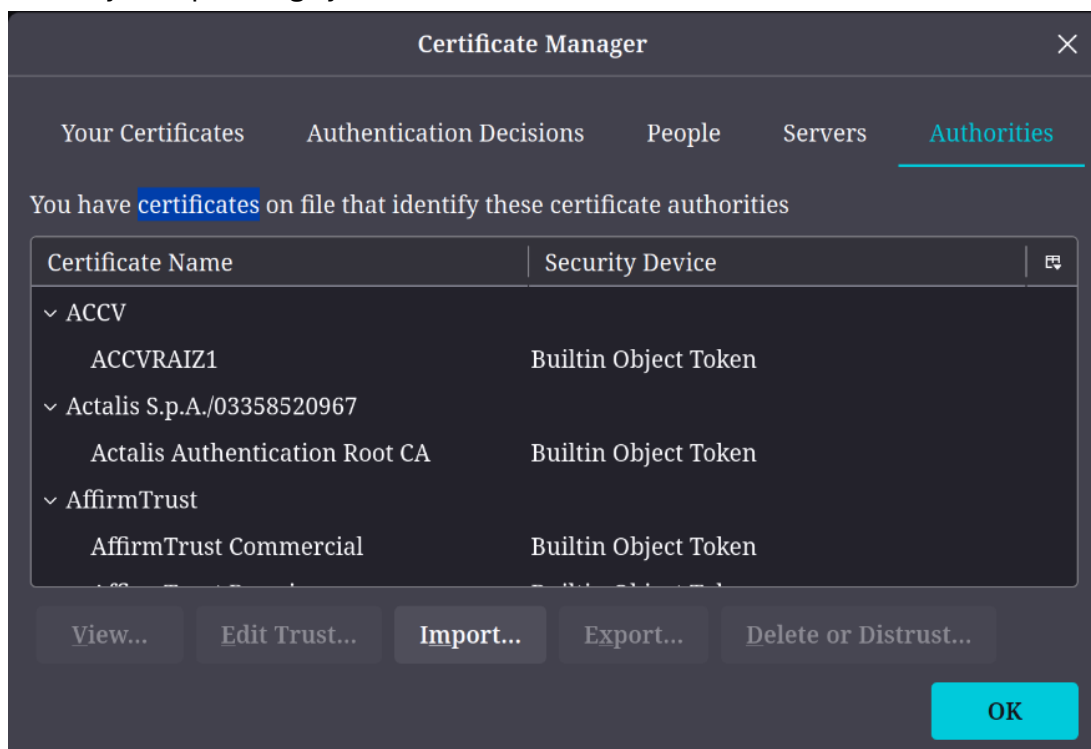 Certificate Manager
Your Certificates Authentication Decisions People Servers Authorities
You have certificates on file that identify these certificate authorities
Certificate Name Security Device
ACCV
ACCVRAIZ1 Builtin Object Token
Actalis S.p.A./03358520967
Actalis Authentication Root CA Builtin Object Token
AffirmTrust
AffirmTrust Commercial Builtin Object Token
View... Edit Trust... Import... Export... Delete or Distrust...
OK